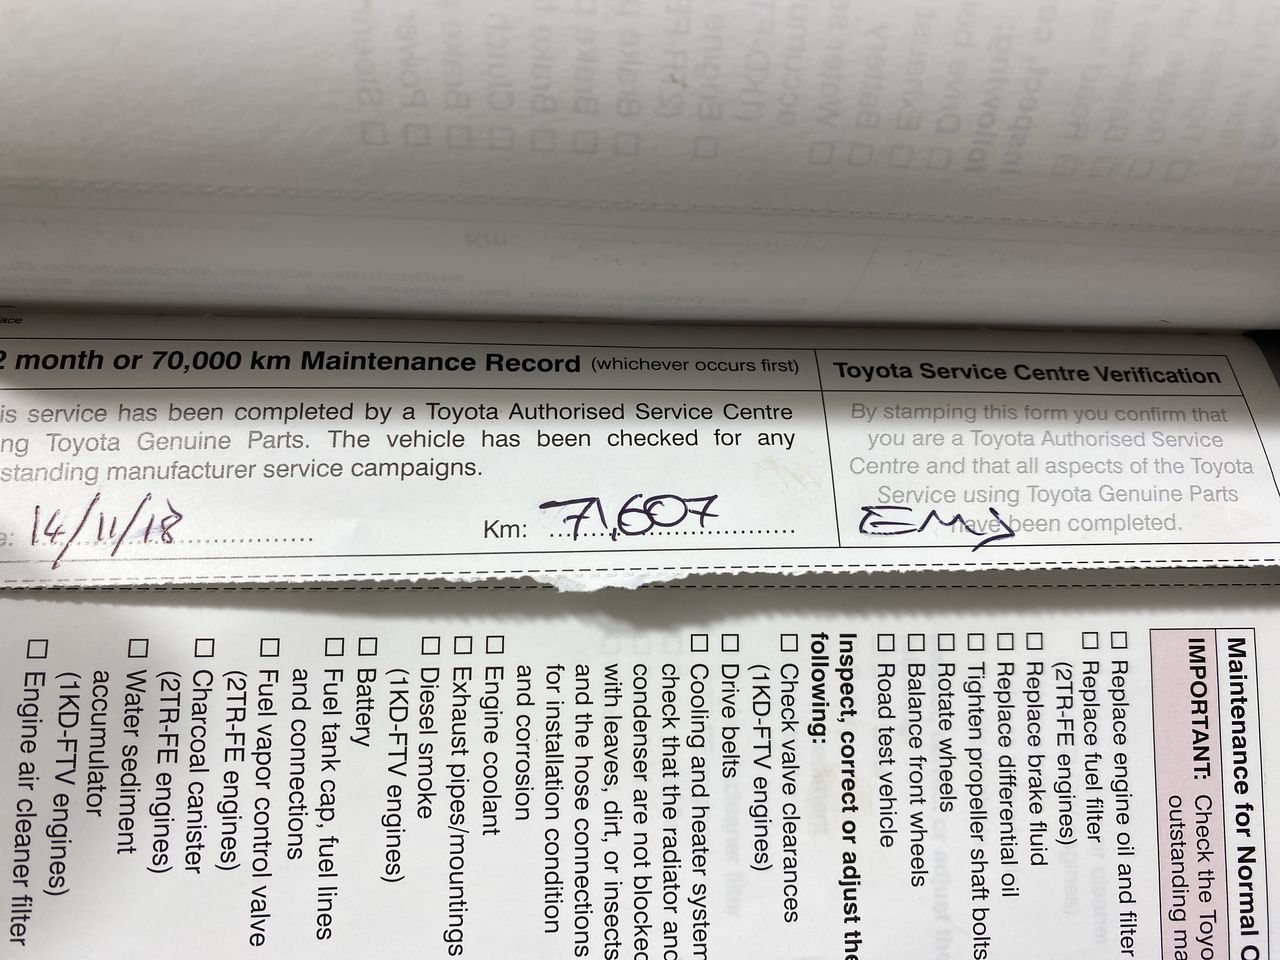 ace
2 month or 70,000 km Maintenance Record (whichever occurs first)
is service has been completed by a Toyota Authorised Service Centre
ng Toyota Genuine Parts. The vehicle has been checked for any
standing manufacturer service campaigns.
e: 14/11/18 Km: 71,607
Toyota Service Centre Verification
By stamping this form you confirm that
you are a Toyota Authorised Service
Centre and that all aspects of the Toyota
Service using Toyota Genuine Parts
have been completed.
Maintenance for Normal C
IMPORTANT: Check the Toyo
outstanding ma
☐ Replace engine oil and filter
☐ Replace fuel filter
(2TR-FE engines)
☐ Replace brake fluid
☐ Replace differential oil
☐ Tighten propeller shaft bolts
☐ Rotate wheels
☐ Balance front wheels
☐ Road test vehicle
Inspect, correct or adjust the
following:
☐ Check valve clearances
(1KD-FTV engines)
☐ Drive belts
☐ Cooling and heater system
check that the radiator and
condenser are not blocked
with leaves, dirt, or insects
and the hose connections
for installation condition
and corrosion
☐ Engine coolant
☐ Exhaust pipes/mountings
☐ Diesel smoke
(1KD-FTV engines)
☐ Battery
☐ Fuel tank cap, fuel lines
and connections
☐ Fuel vapor control valve
(2TR-FE engines)
☐ Charcoal canister
(2TR-FE engines)
☐ Water sediment
accumulator
(1KD-FTV engines)
☐ Engine air cleaner filter